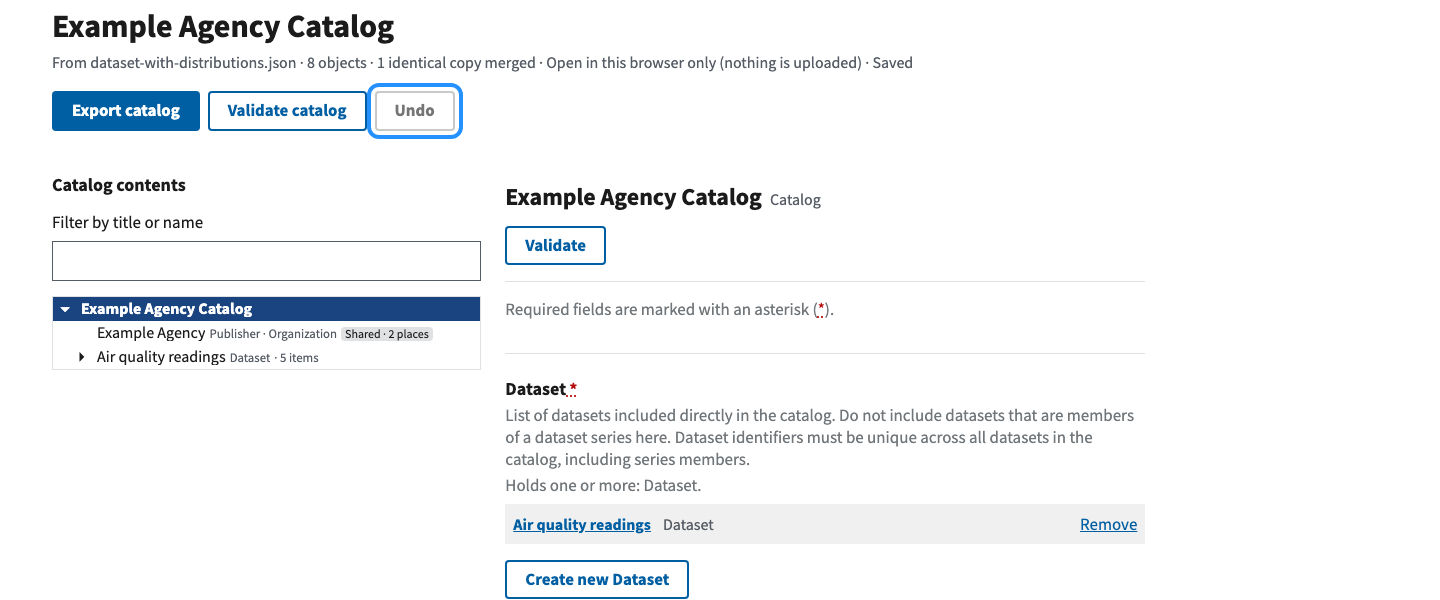 Example Agency Catalog
From dataset-with-distributions.json · 8 objects · 1 identical copy merged · Open in this browser only (nothing is uploaded) · Saved
Export catalog Validate catalog Undo
Catalog contents
Filter by title or name
Example Agency Catalog
Example Agency Publisher · Organization Shared · 2 places
Air quality readings Dataset · 5 items
Example Agency Catalog Catalog
Validate
Required fields are marked with an asterisk (*).
Dataset *
List of datasets included directly in the catalog. Do not include datasets that are members
of a dataset series here. Dataset identifiers must be unique across all datasets in the
catalog, including series members.
Holds one or more: Dataset.
Air quality readings Dataset Remove
Create new Dataset